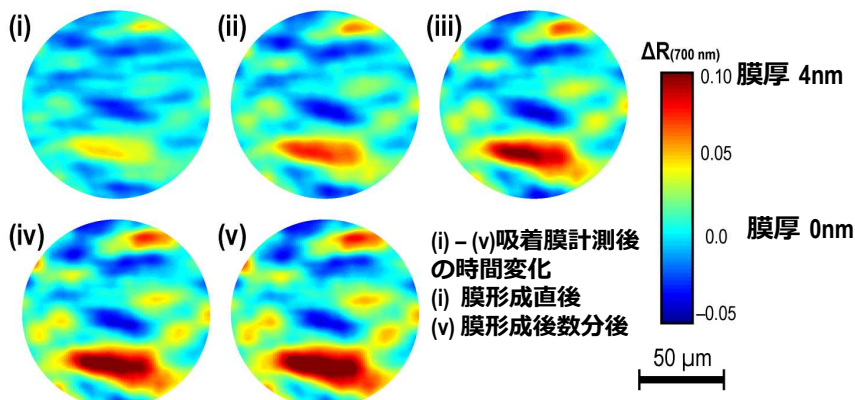 (i)
(ii)
(iii)
ΔR(700 nm)
0.10
膜厚 4nm
0.05
0.0
膜厚 0nm
–0.05
(iv)
(v)
(i) – (v)吸着膜計測後
の時間変化
(i) 膜形成直後
(v) 膜形成後数分後
50 μm